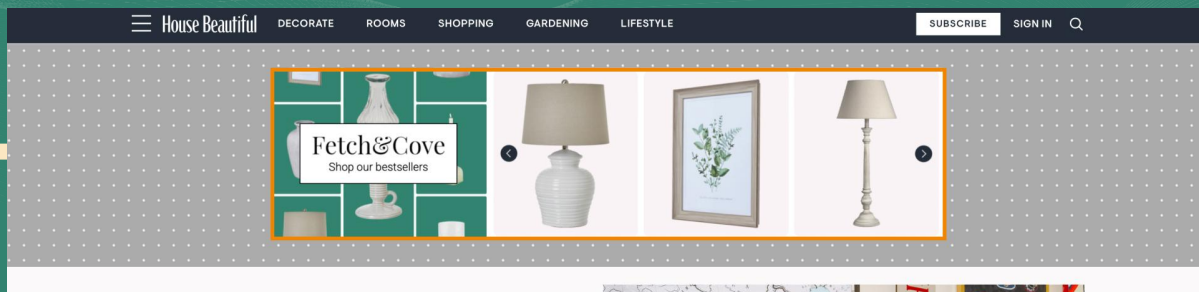 House Beautiful DECORATE ROOMS SHOPPING GARDENING LIFESTYLE SUBSCRIBE SIGN IN
Fetch&Cove
Shop our bestsellers